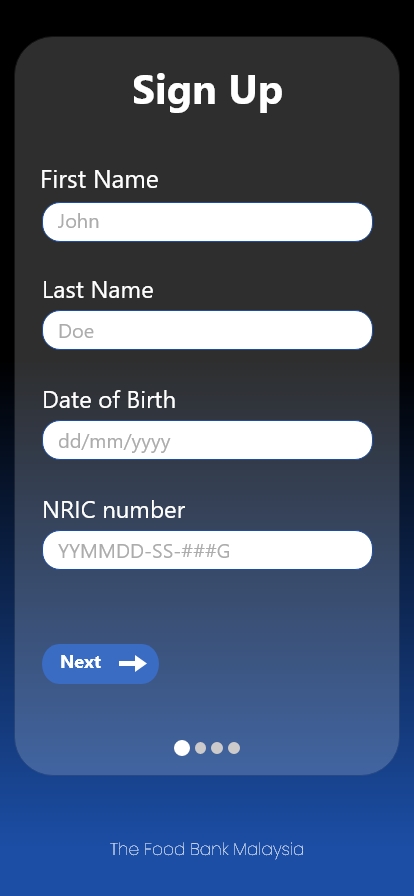 Sign Up
First Name
John
Last Name
Doe
Date of Birth
dd/mm/yyyy
NRIC number
YYMMDD-SS-###G
Next
The Food Bank Malaysia